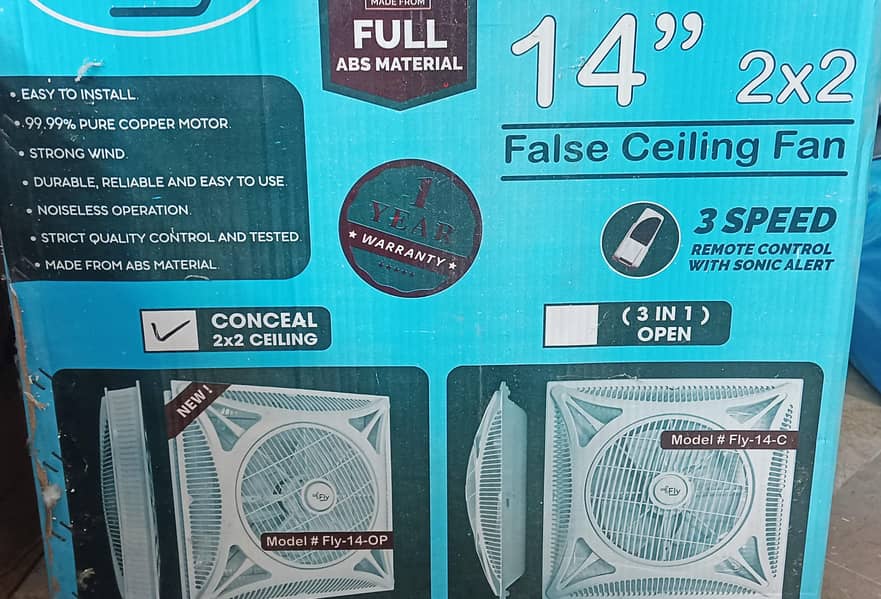 MADE FROM
FULL
ABS MATERIAL
14” 2x2
False Ceiling Fan
• EASY TO INSTALL.
• 99.99% PURE COPPER MOTOR.
• STRONG WIND.
• DURABLE, RELIABLE AND EASY TO USE.
• NOISELESS OPERATION.
• STRICT QUALITY CONTROL AND TESTED.
• MADE FROM ABS MATERIAL.
1
YEAR
WARRANTY
3 SPEED
REMOTE CONTROL
WITH SONIC ALERT
CONCEAL
2x2 CEILING
( 3 IN 1 )
OPEN
NEW!
Fly
Model # Fly-14-OP
Model # Fly-14-C
Fly